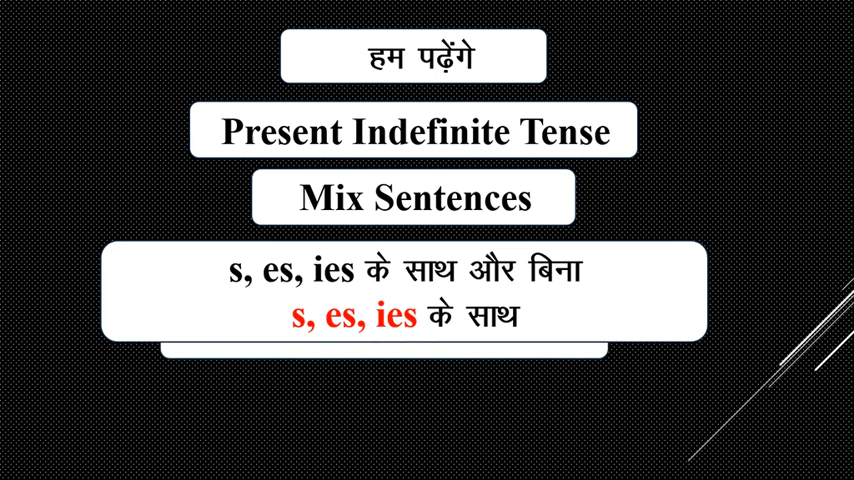 हम पढ़ेंगे
Present Indefinite Tense
Mix Sentences
s, es, ies के साथ और बिना
s, es, ies के साथ